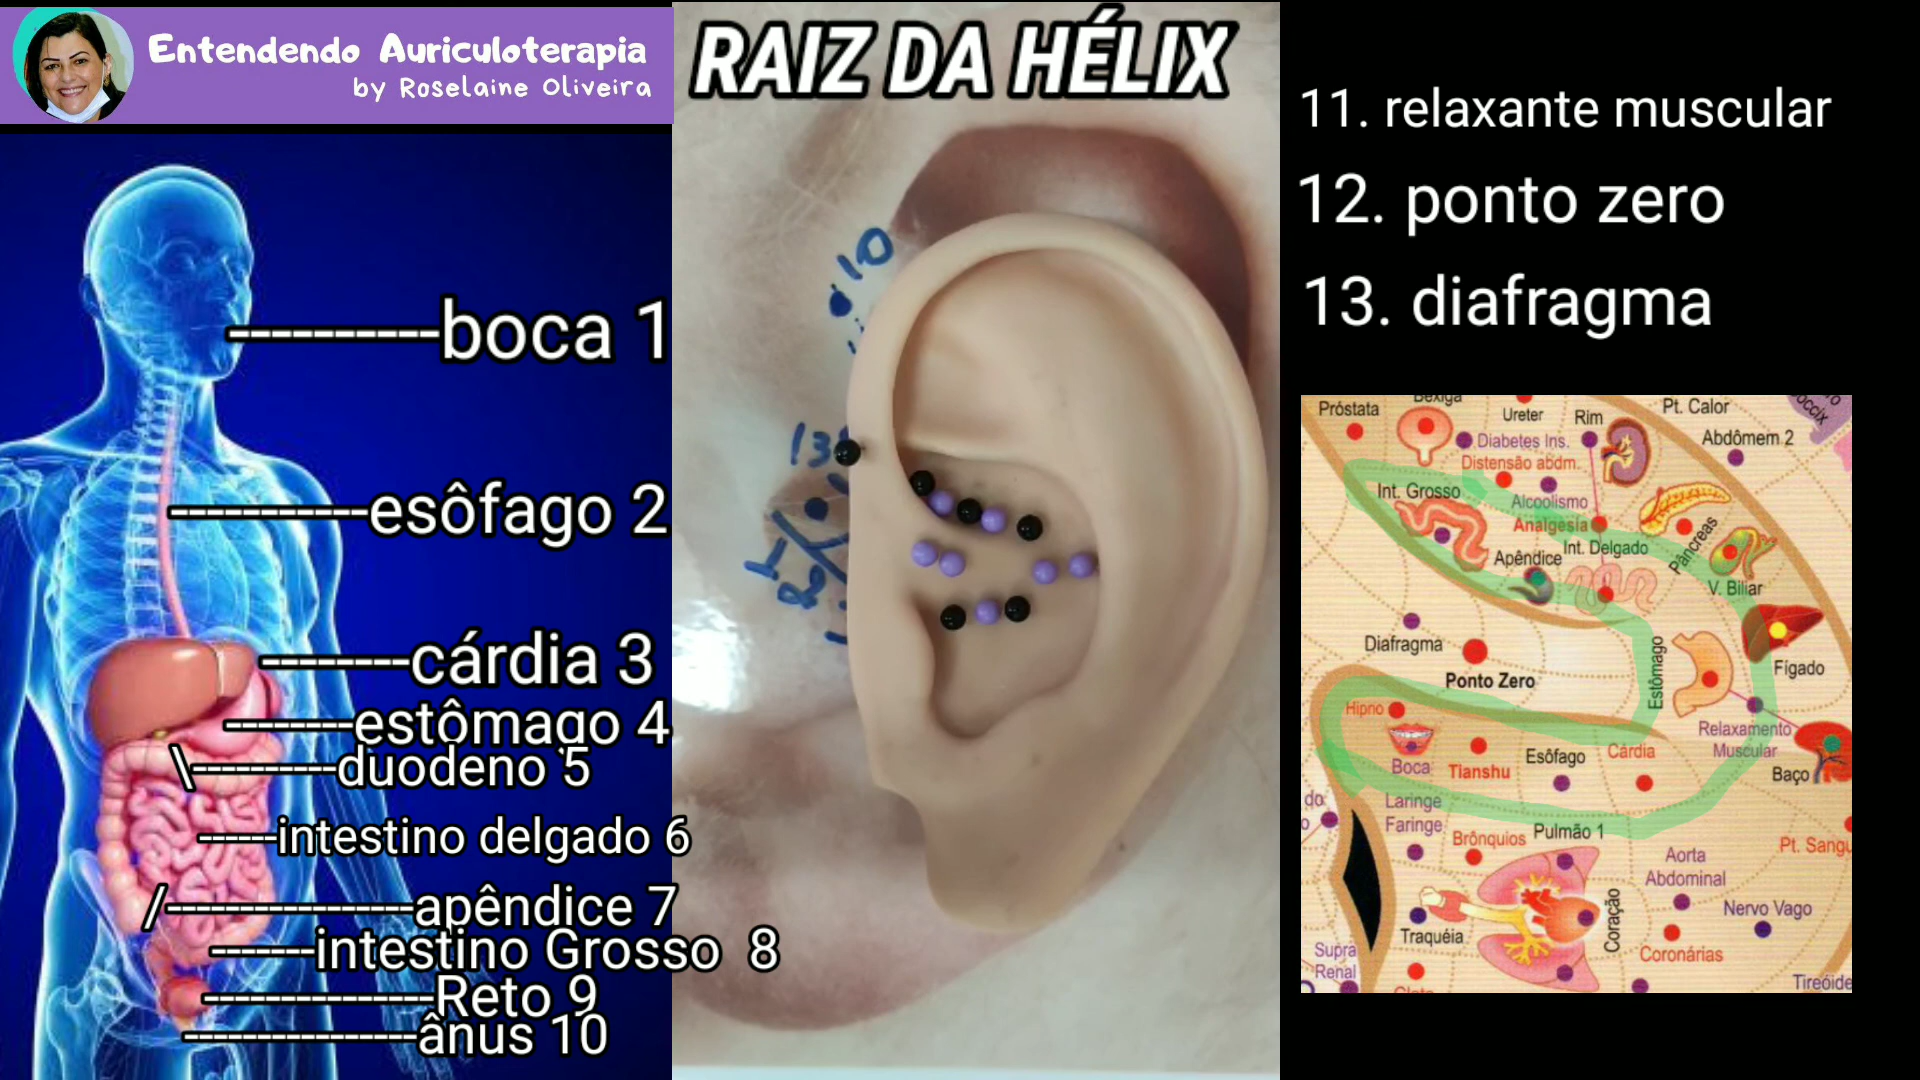 Entendendo Auriculoterapia
by Roselaine Oliveira
boca 1
esôfago 2
cárdia 3
estômago 4
duodeno 5
intestino delgado 6
apêndice 7
intestino Grosso 8
Reto 9
ânus 10
RAIZ DA HÉLIX
10
13
11. relaxante muscular
12. ponto zero
13. diafragma
Próstata
Bexiga
Ureter
Rim
Pt. Calor
Diabetes Ins.
Abdômem 2
Distensão abdm.
Int. Grosso
Alcoolismo
Analgesia
Pâncreas
Int. Delgado
Apêndice
V. Biliar
Diafragma
Ponto Zero
Estômago
Fígado
Hipno
Relaxamento
Muscular
Boca
Tianshu
Esôfago
Cárdia
Baço
do
o
Laringe
Faringe
Brônquios
Pulmão 1
Pt. Sangu
Aorta
Abdominal
Nervo Vago
Traquéia
Coração
Coronárias
Supra
Renal
Tireóide